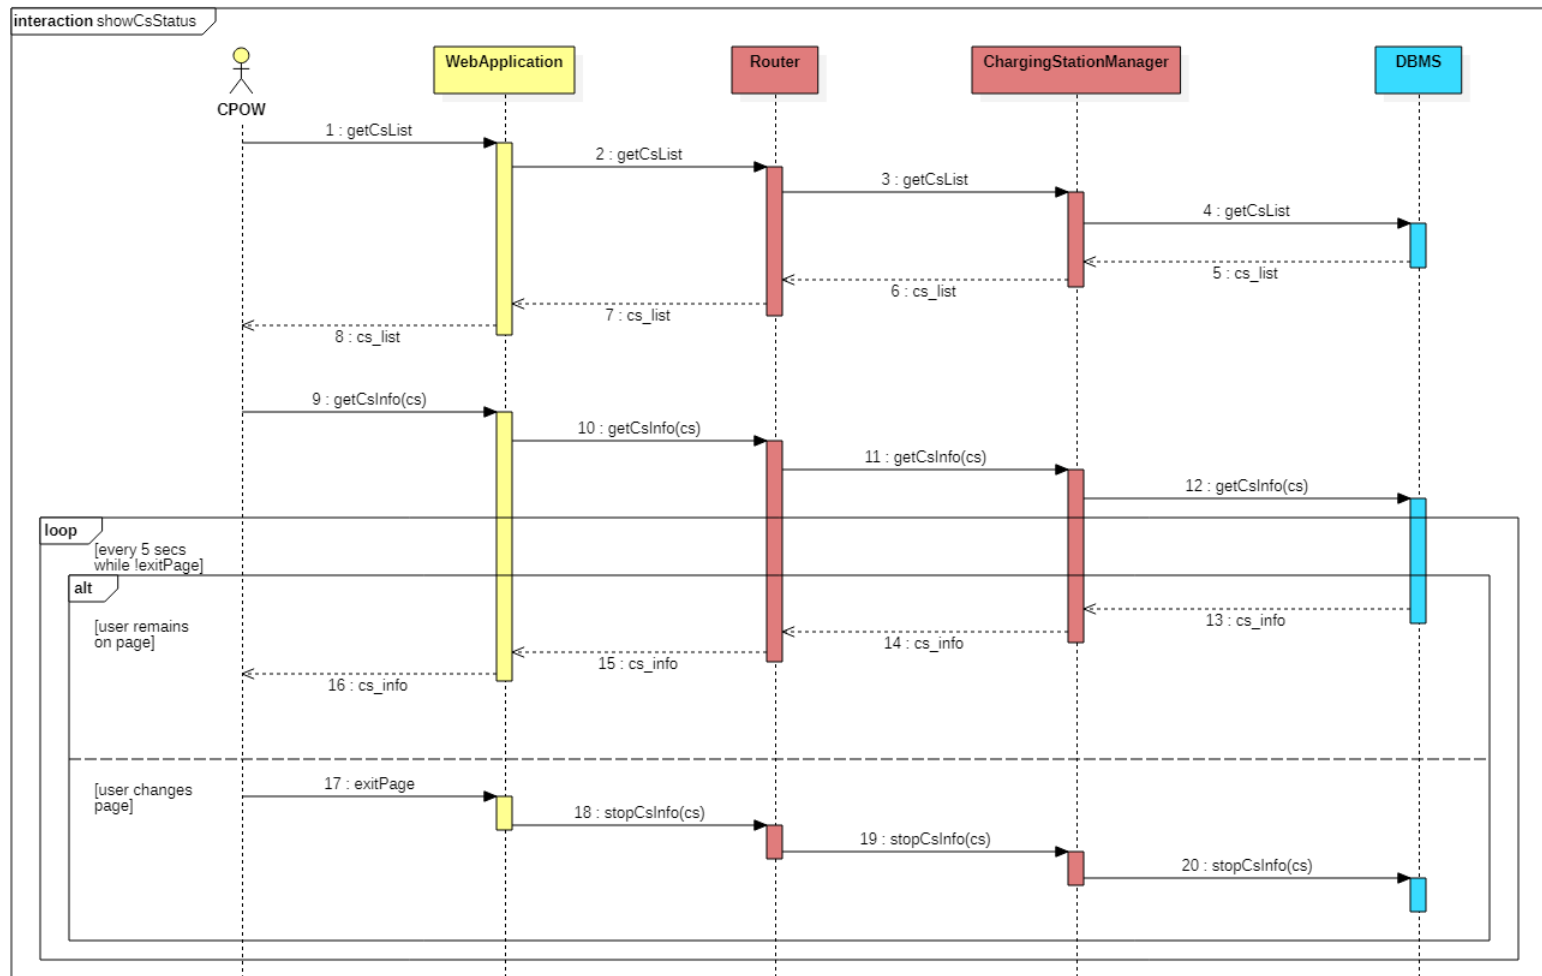 interaction showCsStatus
WebApplication
Router
ChargingStationManager
DBMS
CPOW
1 : getCsList
2 : getCsList
3 : getCsList
4 : getCsList
5 : cs_list
6 : cs_list
7 : cs_list
8 : cs_list
9 : getCsInfo(cs)
10 : getCsInfo(cs)
11 : getCsInfo(cs)
12 : getCsInfo(cs)
loop
[every 5 secs
while !exitPage]
alt
[user remains
on page]
13 : cs_info
14 : cs_info
15 : cs_info
16 : cs_info
[user changes
page]
17 : exitPage
18 : stopCsInfo(cs)
19 : stopCsInfo(cs)
20 : stopCsInfo(cs)